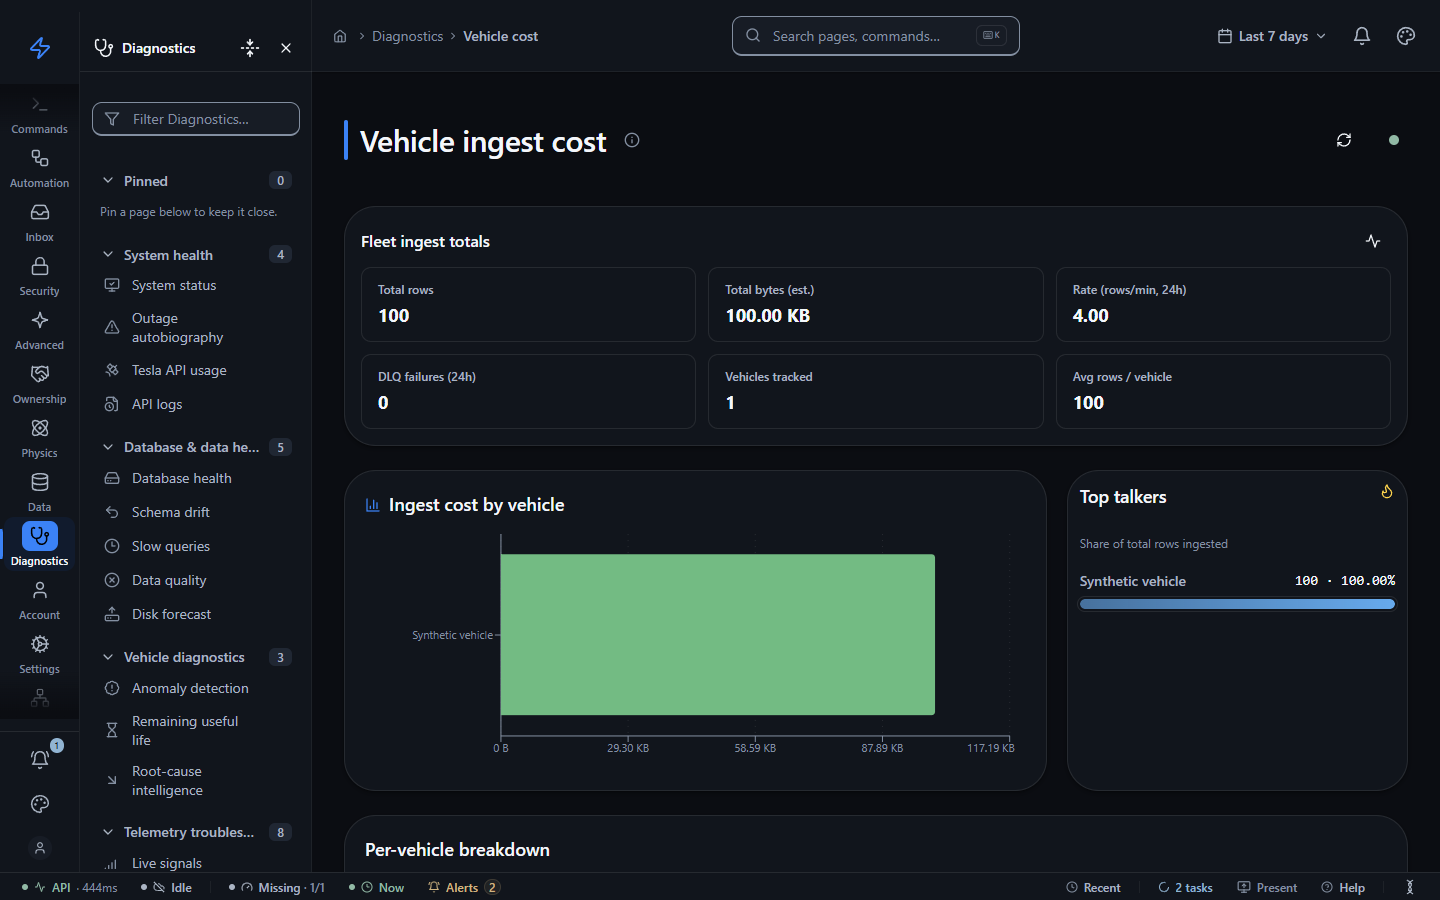 Commands
Automation
Inbox
Security
Advanced
Ownership
Physics
Data
Diagnostics
Account
Settings
1
Diagnostics
Filter Diagnostics...
Pinned
0
Pin a page below to keep it close.
System health
4
System status
Outage
autobiography
Tesla API usage
API logs
Database & data he...
5
Database health
Schema drift
Slow queries
Data quality
Disk forecast
Vehicle diagnostics
3
Anomaly detection
Remaining useful
life
Root-cause
intelligence
Telemetry troubles...
8
Live signals
Diagnostics
Vehicle cost
Search pages, commands...
K
Last 7 days
Vehicle ingest cost
Fleet ingest totals
Total rows
100
Total bytes (est.)
100.00 KB
Rate (rows/min, 24h)
4.00
DLQ failures (24h)
0
Vehicles tracked
1
Avg rows / vehicle
100
Ingest cost by vehicle
Synthetic vehicle
0 B
29.30 KB
58.59 KB
87.89 KB
117.19 KB
Top talkers
Share of total rows ingested
Synthetic vehicle
100 · 100.00%
Per-vehicle breakdown
API · 444ms
Idle
Missing · 1/1
Now
Alerts 2
Recent
2 tasks
Present
Help